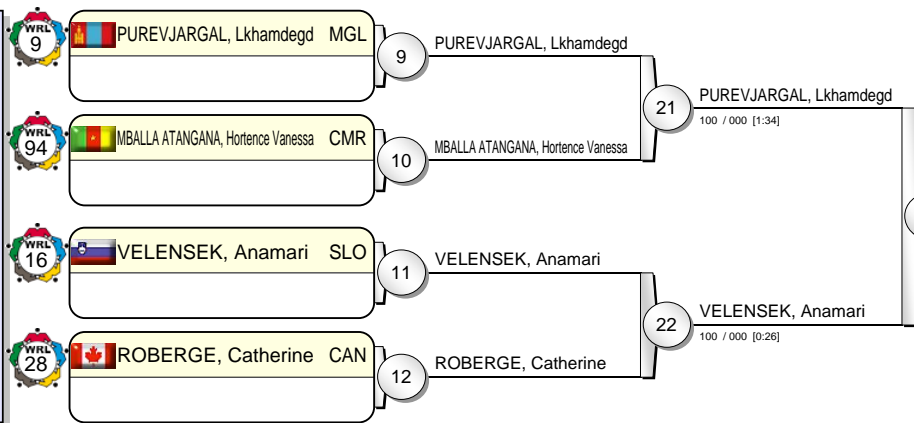 WRL
9
PUREVJARGAL, Lkhamdegd MGL
9
PUREVJARGAL, Lkhamdegd
21
PUREVJARGAL, Lkhamdegd
100 / 000 [1:34]
WRL
94
MBALLA ATANGANA, Hortence Vanessa CMR
10
MBALLA ATANGANA, Hortence Vanessa
WRL
16
VELENSEK, Anamari SLO
11
VELENSEK, Anamari
22
VELENSEK, Anamari
100 / 000 [0:26]
WRL
28
ROBERGE, Catherine CAN
12
ROBERGE, Catherine